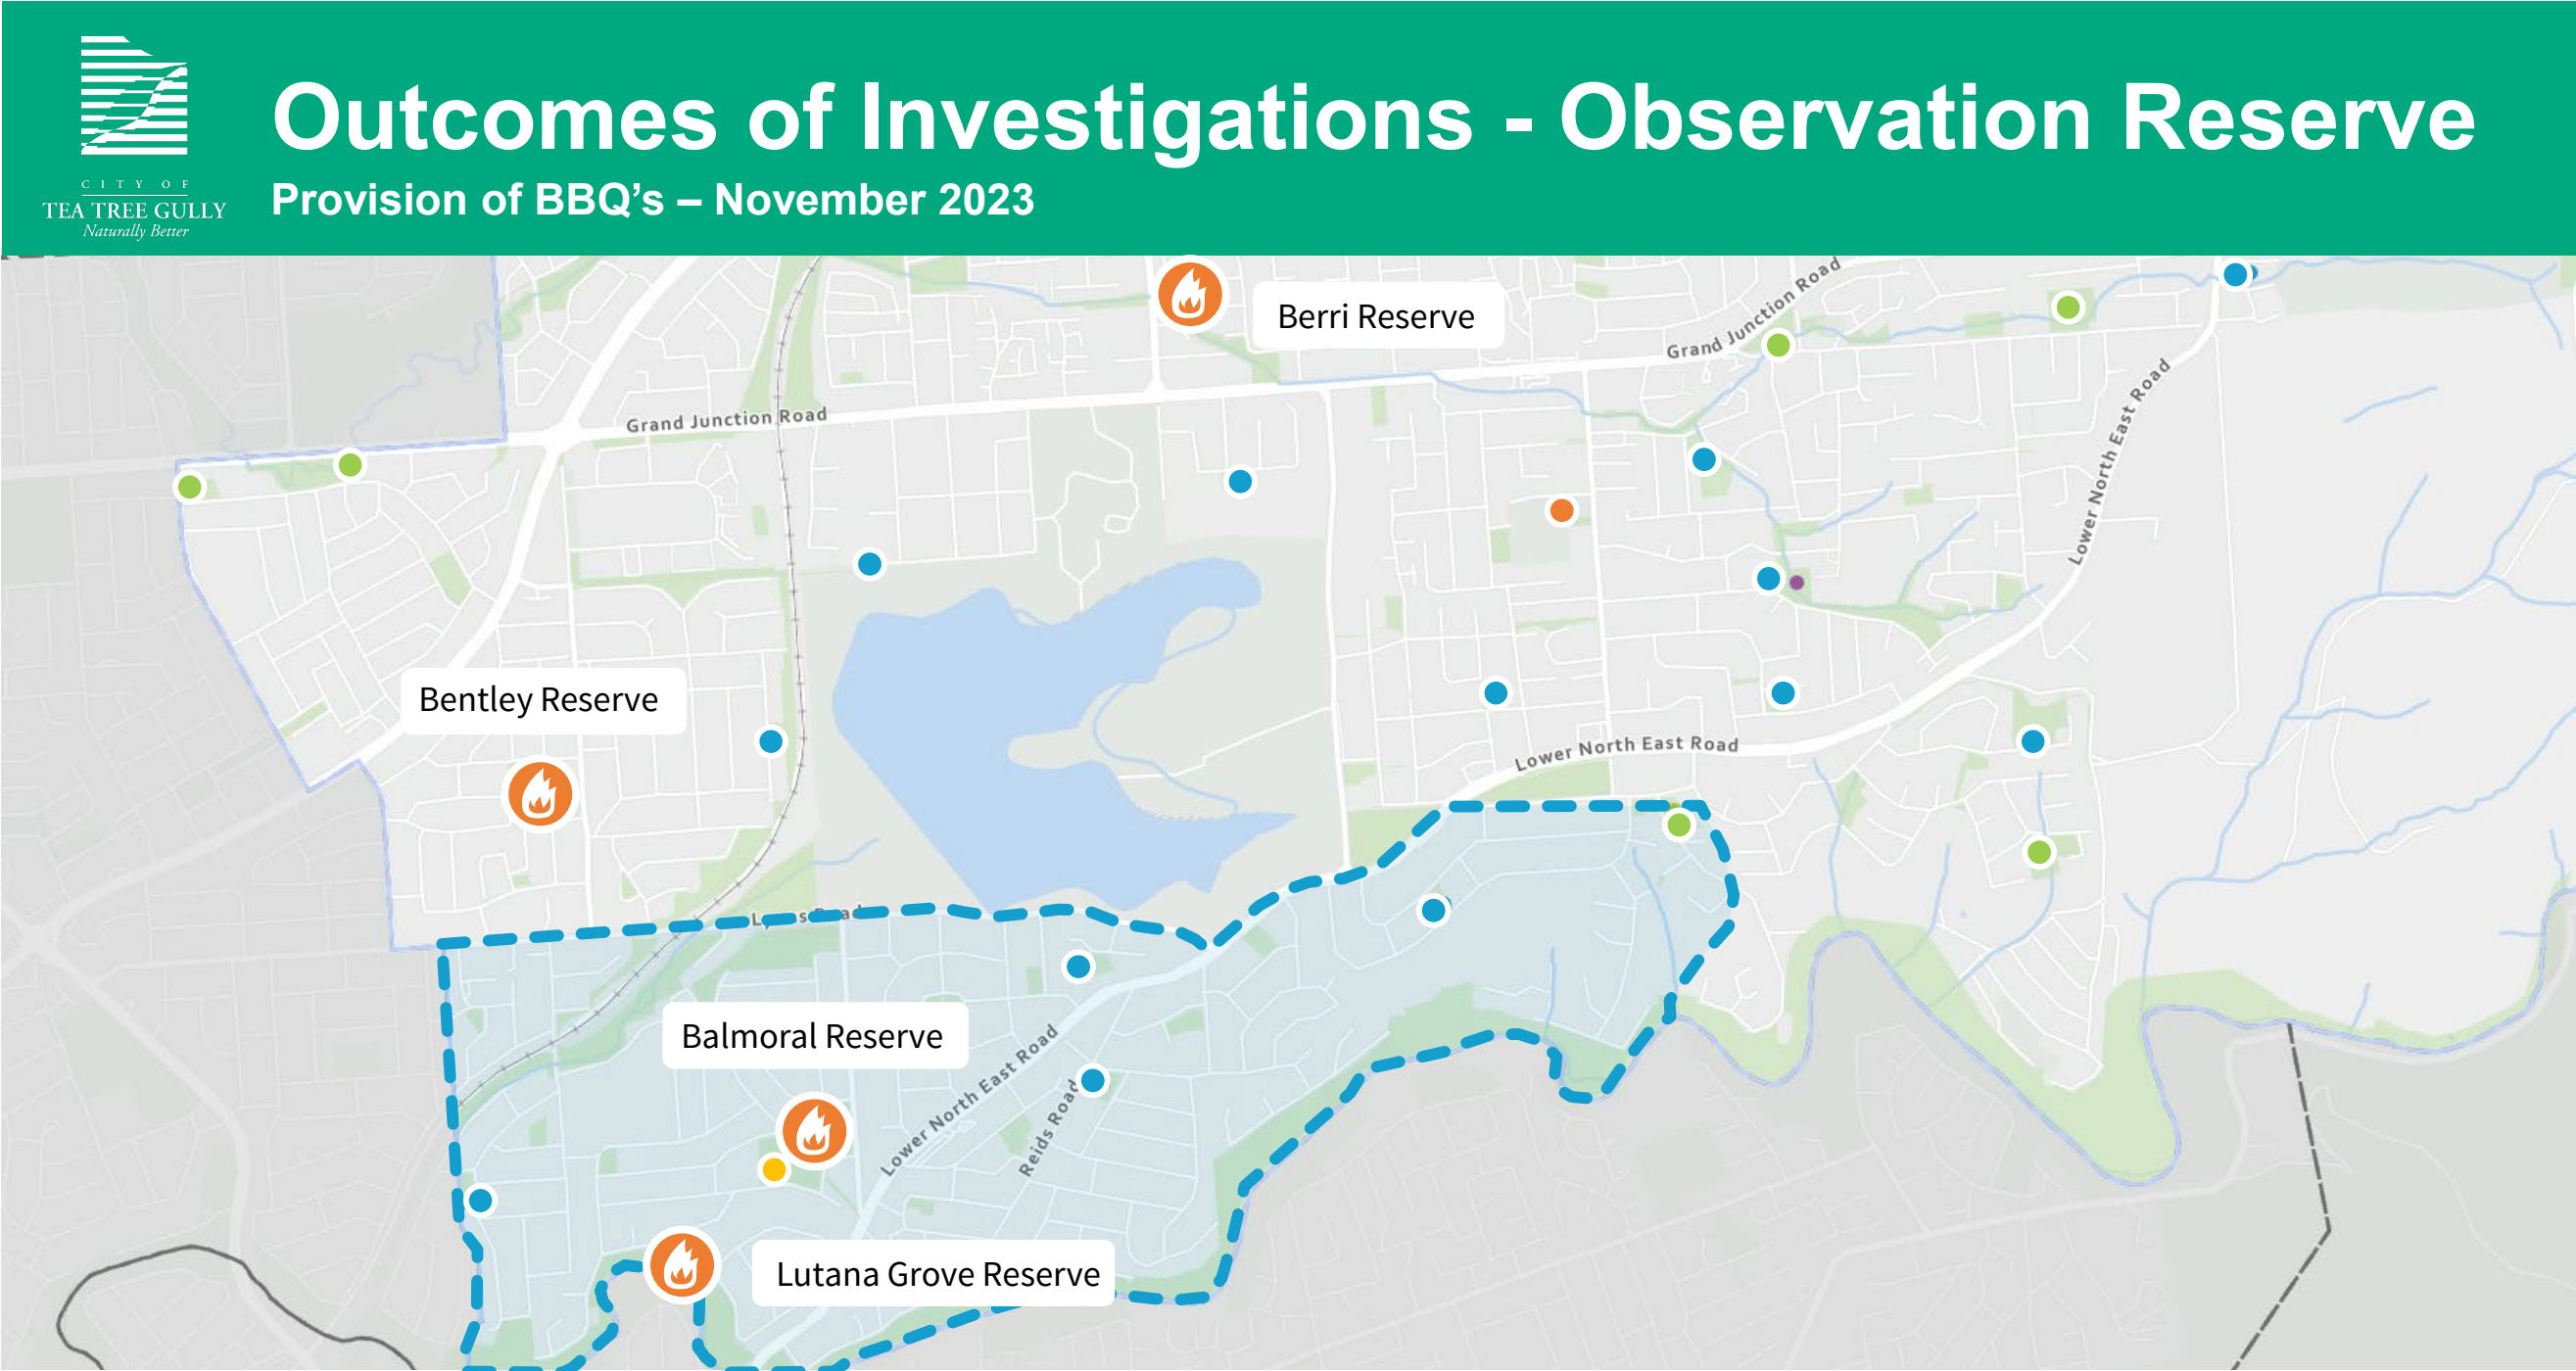 Outcomes of Investigations - Observation Reserve
Provision of BBQ’s – November 2023
CITY OF
TEA TREE GULLY
Naturally Better
Berri Reserve
Grand Junction Road
Grand Junction Road
Lower North East Road
Bentley Reserve
Lower North East Road
Balmoral Reserve
Lower North East Road
Reids Road
Lutana Grove Reserve